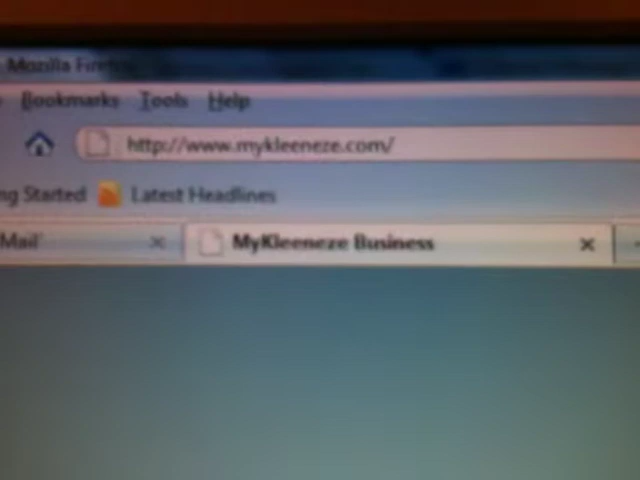 Mozilla Firefox
Bookmarks Tools Help
http://www.mykleeneze.com/
ng Started Latest Headlines
Mail' MyKleeneze Business